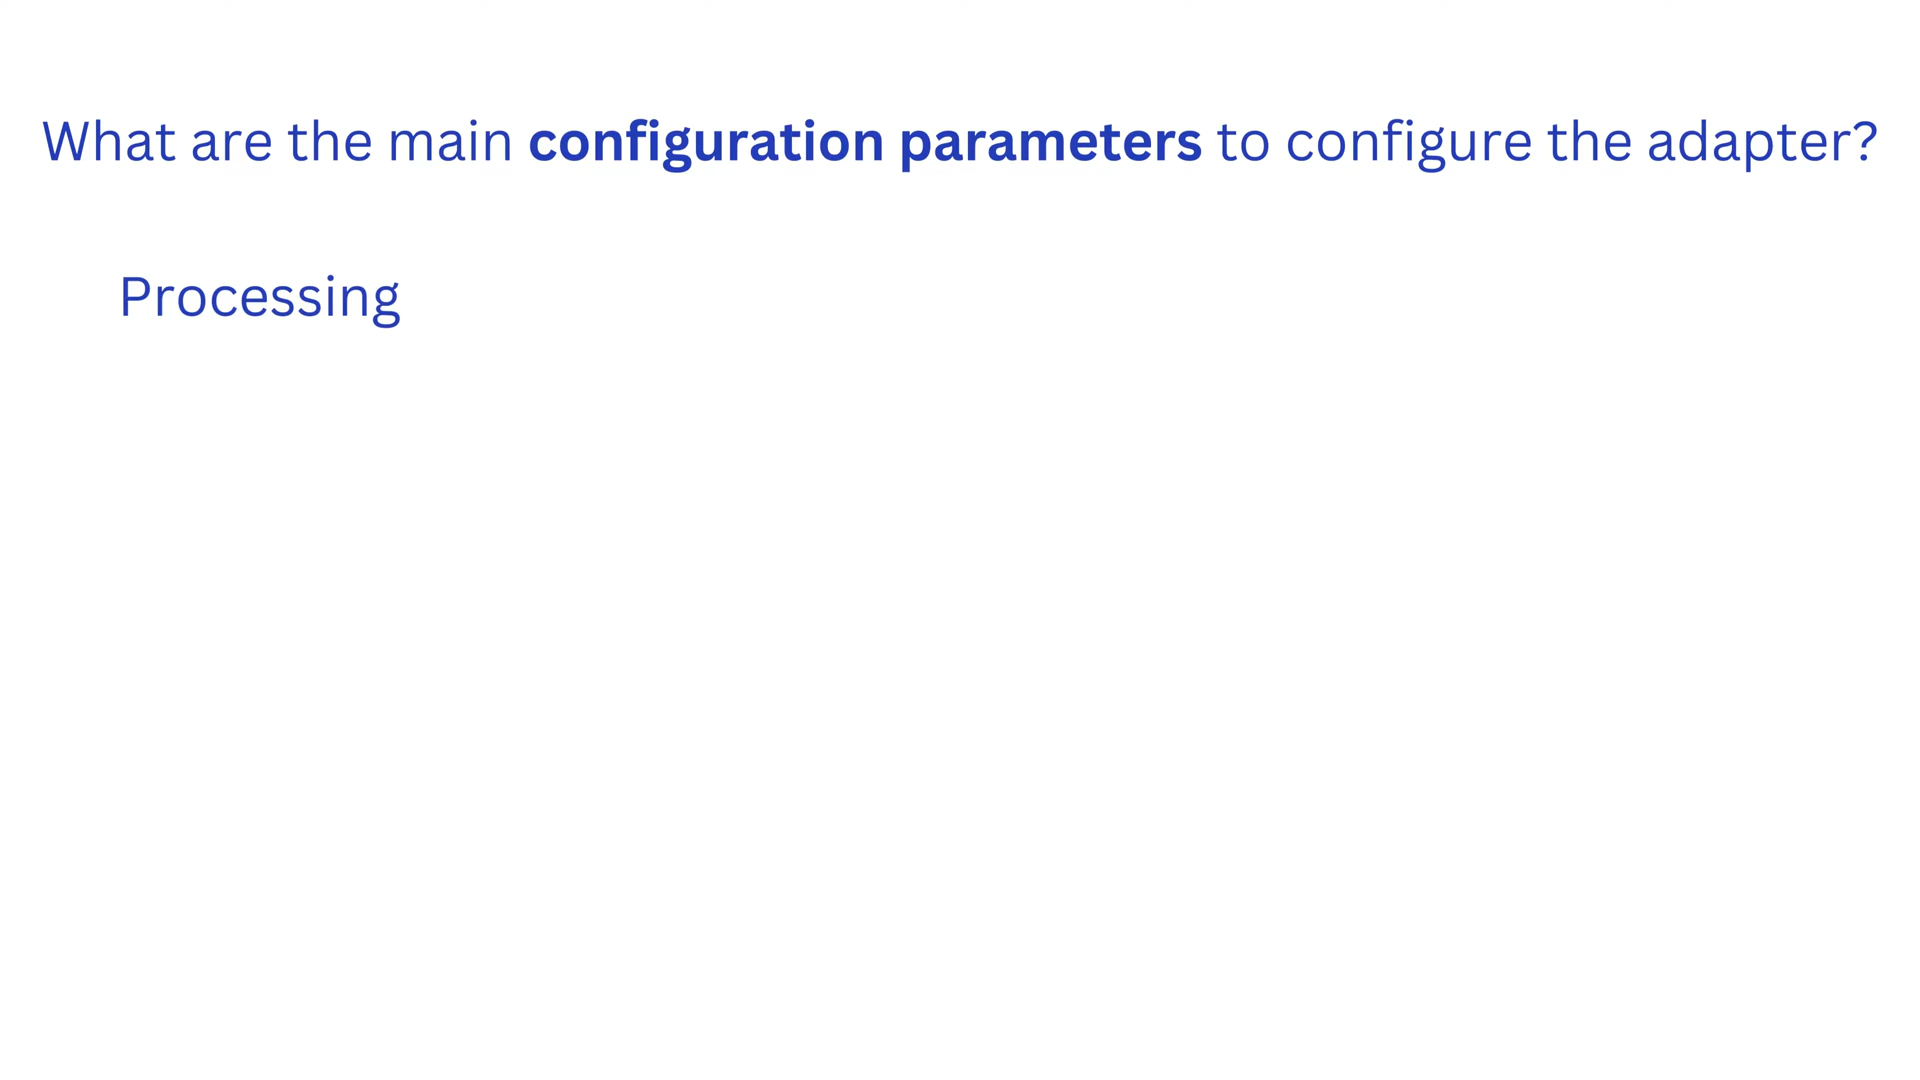 What are the main configuration parameters to configure the adapter?
Processing